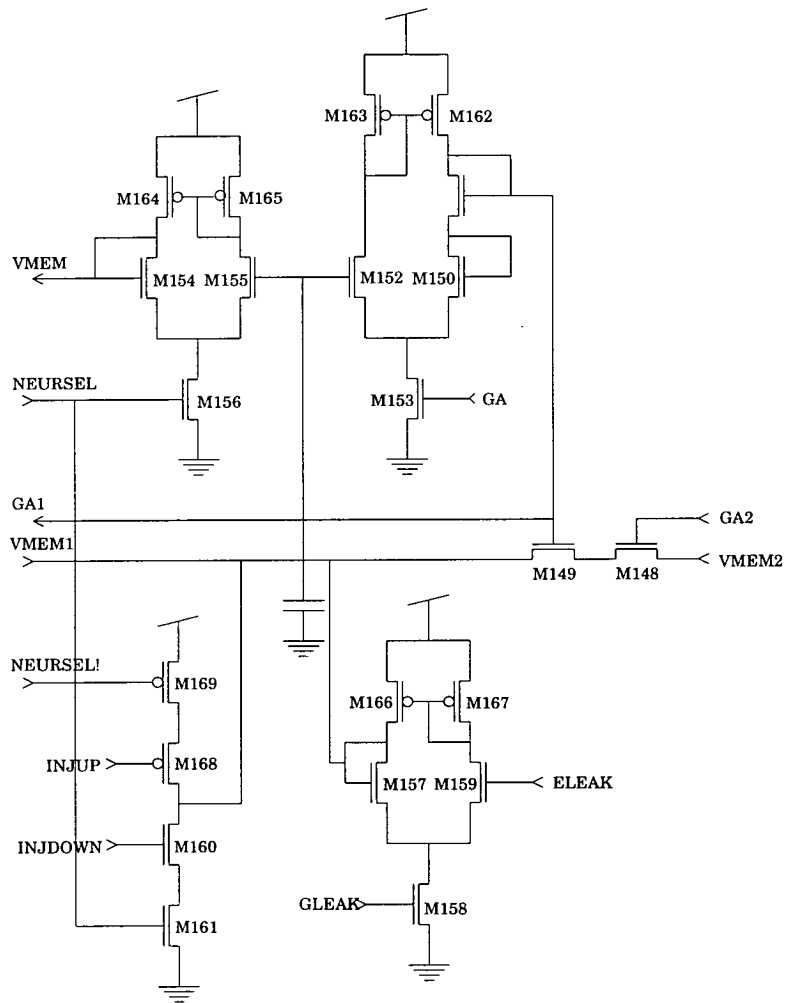 M163 M162
M164 M165
VMEM M154 M155 M152 M150
NEURSEL M156 M153 GA
GA1 GA2
VMEM1 VMEM2
M149 M148
NEURSEL! M169
M166 M167
INJUP M168
M157 M159 ELEAK
INJDOWN M160
GLEAK M158
M161